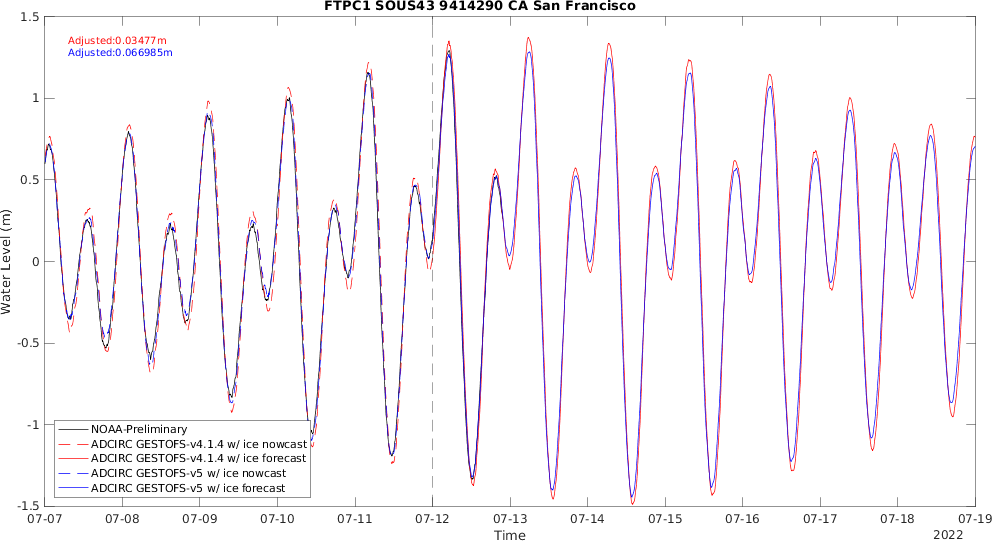 FTPC1 SOUS43 9414290 CA San Francisco
Adjusted:0.03477m
Adjusted:0.066985m
1.5
1
0.5
0
-0.5
-1
-1.5
Water Level (m)
NOAA-Preliminary
ADCIRC GESTOFS-v4.1.4 w/ ice nowcast
ADCIRC GESTOFS-v4.1.4 w/ ice forecast
ADCIRC GESTOFS-v5 w/ ice nowcast
ADCIRC GESTOFS-v5 w/ ice forecast
07-07 07-08 07-09 07-10 07-11 07-12 07-13 07-14 07-15 07-16 07-17 07-18 07-19
Time
2022